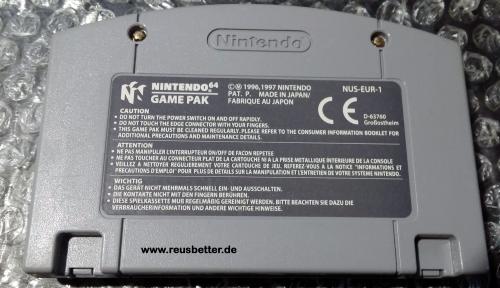 Nintendo
NINTENDO 64
GAME PAK
©Ⓜ 1996,1997 NINTENDO
PAT. P. MADE IN JAPAN/
FABRIQUE AU JAPON
NUS-EUR-1
CE
D-63760
Großostheim
CAUTION
• DO NOT TURN THE POWER SWITCH ON AND OFF RAPIDLY.
• DO NOT TOUCH THE EDGE CONNECTOR WITH YOUR FINGERS.
• THIS GAME PAK MUST BE CLEANED REGULARLY. PLEASE REFER TO THE CONSUMER INFORMATION BOOKLET FOR
ADDITIONAL PRECAUTIONS AND MAINTENANCE DETAILS.
ATTENTION
• NE PAS MANIPULER L'INTERRUPTEUR ON/OFF DE FACON REPETEE
• NE PAS TOUCHER AU CONNECTEUR PLAT DE LA CARTOUCHE NI A LA PRISE METALLIQUE INTERIEURE DE LA CONSOLE
• VEILLEZ A NETTOYER REGULIEREMENT VOTRE CARTOUCHE DE JEU. REFEREZ-VOUS A LA NOTICE "INFORMATIONS ET
PRECAUTIONS D'EMPLOI" POUR PLUS DE DETAILS SUR LA MANIPULATION ET L'ENTRETIEN DE VOTRE SYSTEME NINTENDO.
WICHTIG
• DAS GERÄT NICHT MEHRMALS SCHNELL EIN- UND AUSSCHALTEN.
• DIE KONTAKTE NICHT MIT DEN FINGERN BERÜHREN.
• DIESE SPIELKASSETTE MUß REGELMÄßIG GEREINIGT WERDEN. BITTE BEACHTEN SIE DAZU DIE
VERBRAUCHERINFORMATION UND ANDERE WICHTIGE HINWEISE.
www.reusbetter.de